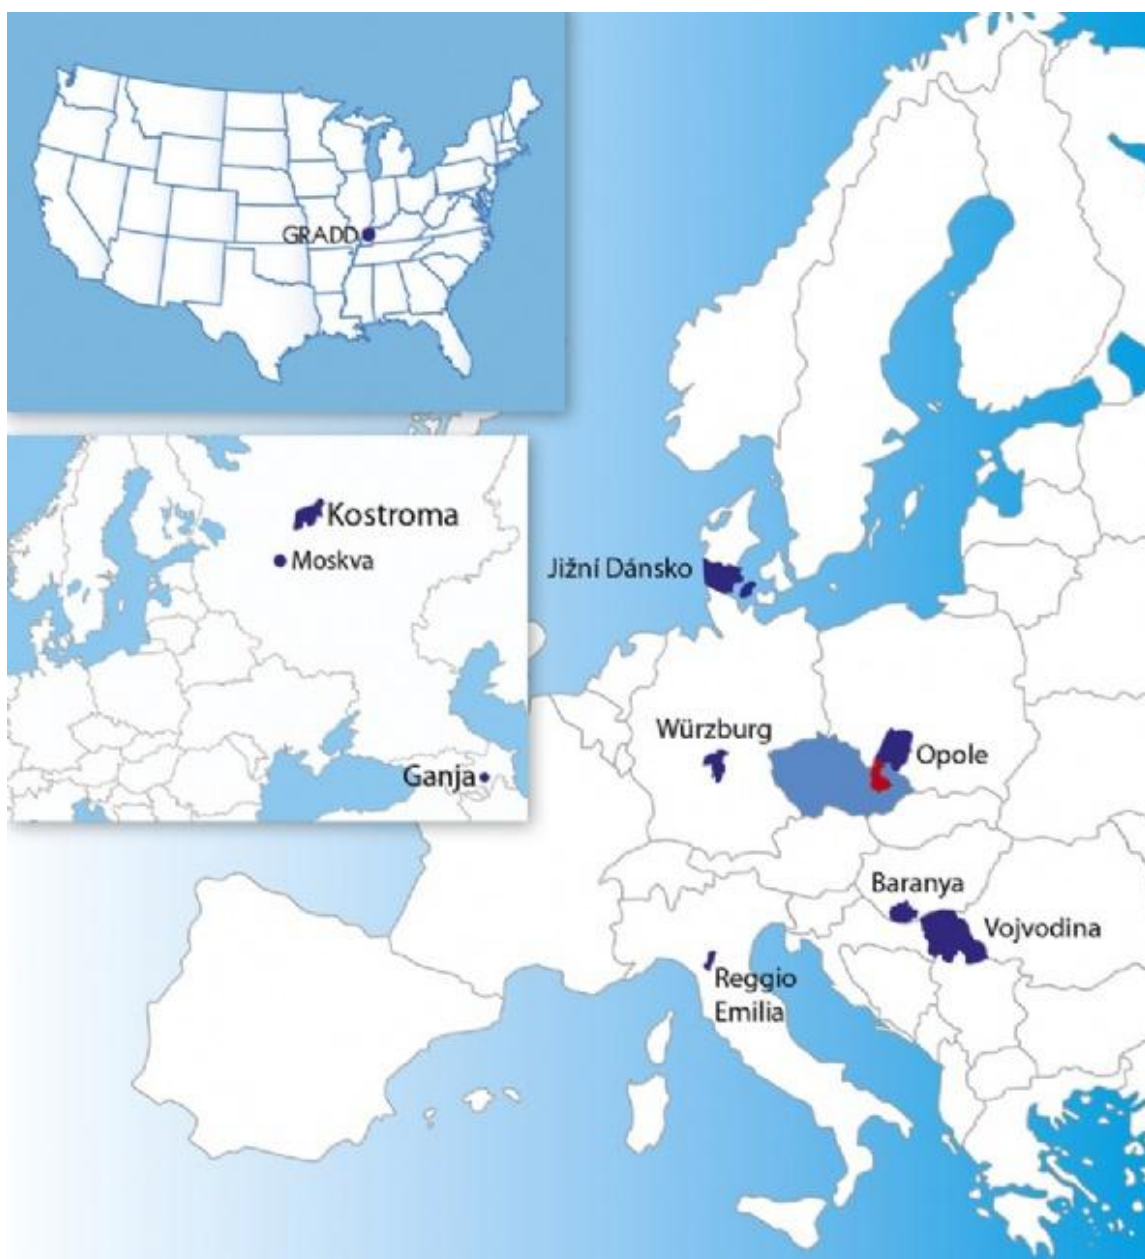 GRADD
Kostroma
Moskva
Ganja
Jižní Dánsko
Würzburg
Opole
Baranya
Vojvodina
Reggio
Emilia